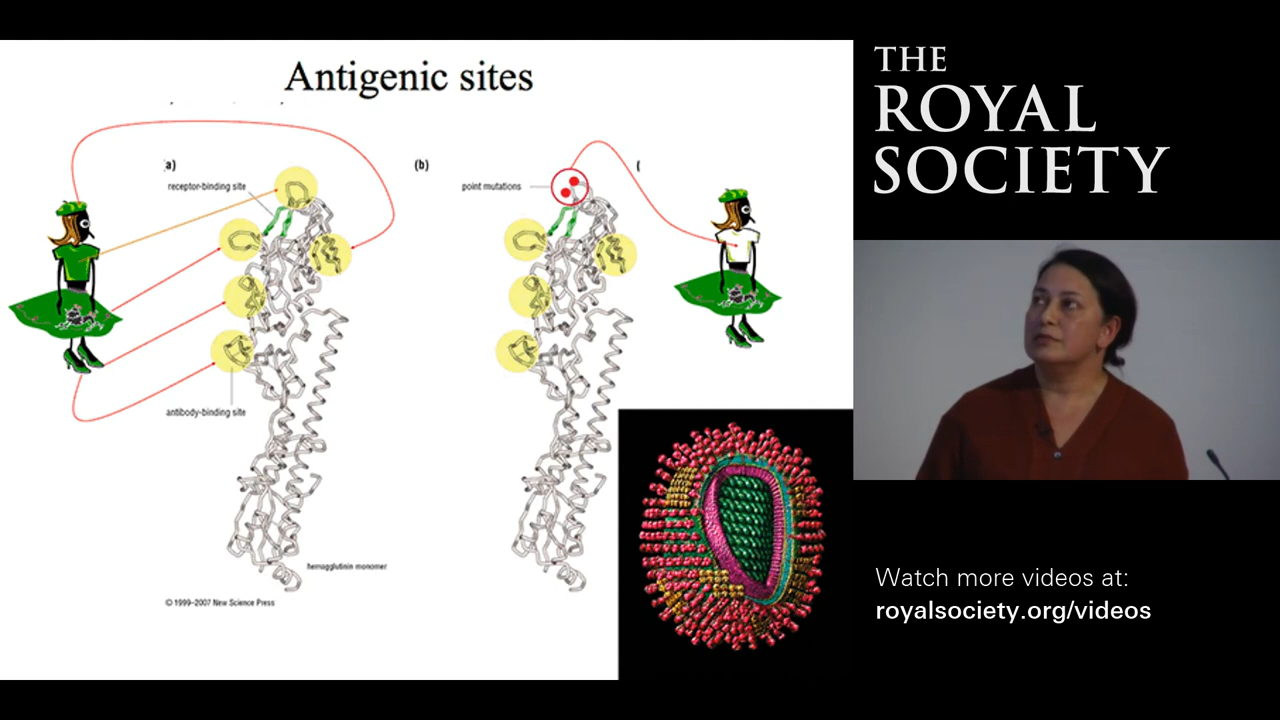 Antigenic sites
a)
receptor-binding site
antibody-binding site
hemagglutinin monomer
© 1999–2007 New Science Press
(b)
point mutations
(
THE
ROYAL
SOCIETY
Watch more videos at:
royalsociety.org/videos